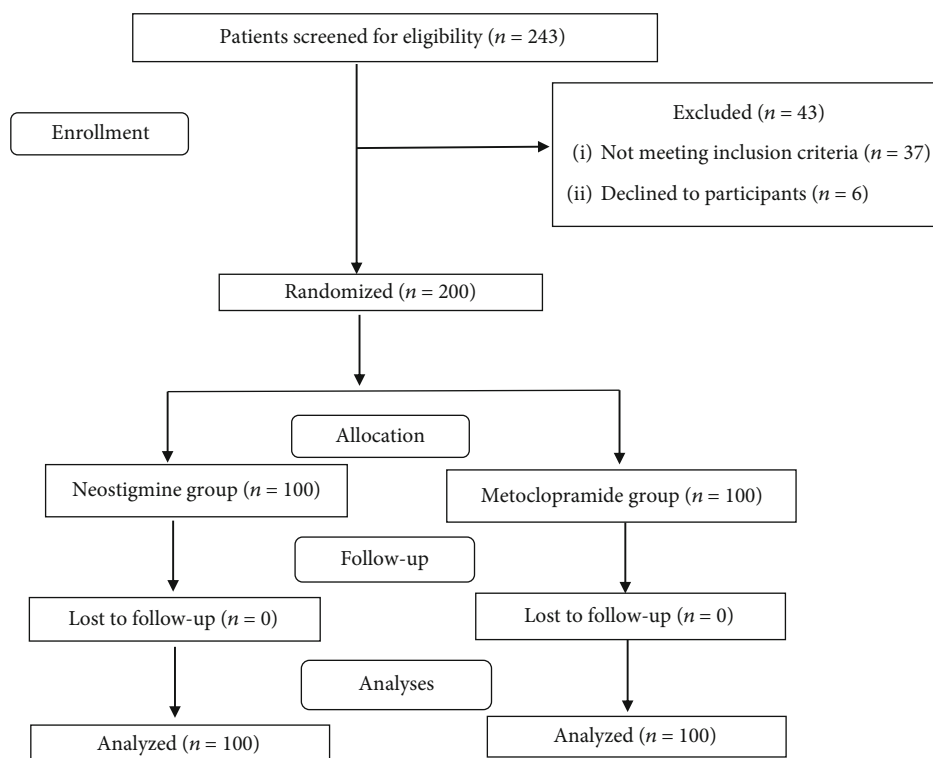 Patients screened for eligibility (n = 243)
Enrollment
Excluded (n = 43)
(i) Not meeting inclusion criteria (n = 37)
(ii) Declined to participants (n = 6)
Randomized (n = 200)
Allocation
Neostigmine group (n = 100)
Metoclopramide group (n = 100)
Follow-up
Lost to follow-up (n = 0)
Lost to follow-up (n = 0)
Analyses
Analyzed (n = 100)
Analyzed (n = 100)